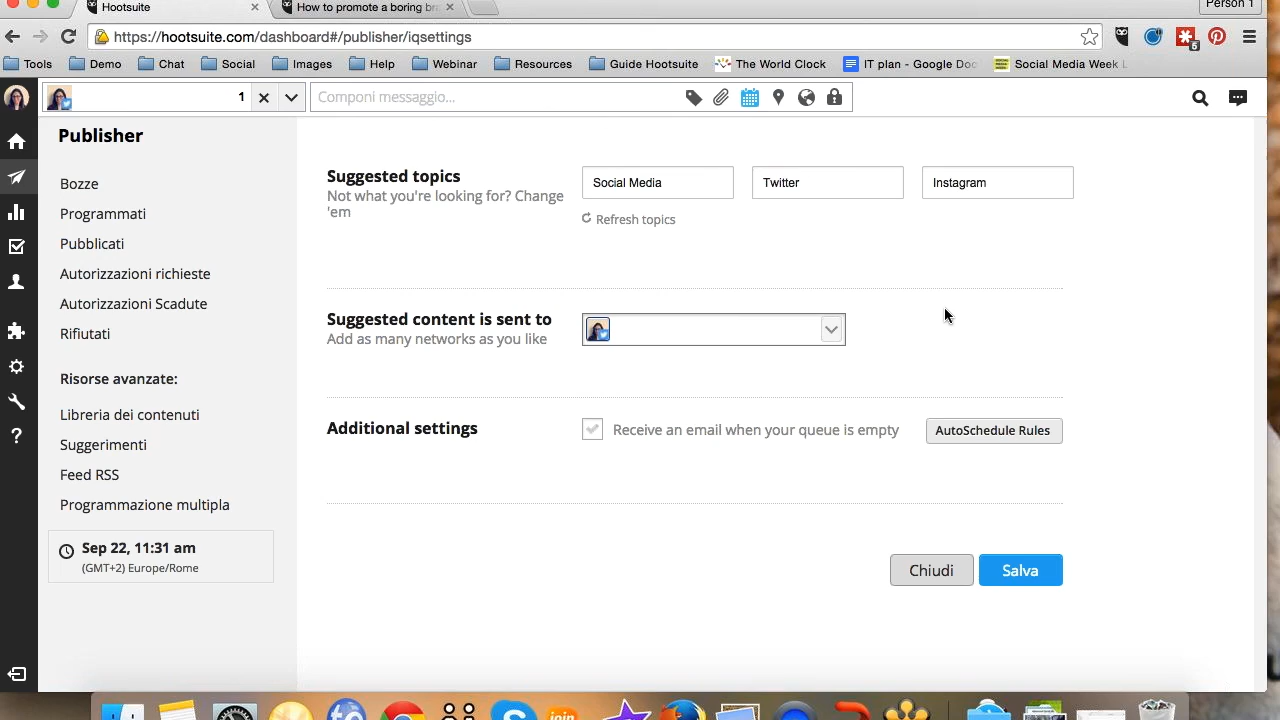 Hootsuite
How to promote a boring bra
Person 1
https://hootsuite.com/dashboard#/publisher/iqsettings
Tools
Demo
Chat
Social
Images
Help
Webinar
Resources
Guide Hootsuite
The World Clock
IT plan - Google Doc
Social Media Week L
5
1
Componi messaggio...
Publisher
Bozze
Programmati
Pubblicati
Autorizzazioni richieste
Autorizzazioni Scadute
Rifiutati
Risorse avanzate:
Libreria dei contenuti
Suggerimenti
Feed RSS
Programmazione multipla
Sep 22, 11:31 am
(GMT+2) Europe/Rome
Suggested topics
Not what you're looking for? Change
'em
Social Media
Twitter
Instagram
Refresh topics
Suggested content is sent to
Add as many networks as you like
Additional settings
Receive an email when your queue is empty
AutoSchedule Rules
Chiudi
Salva
join